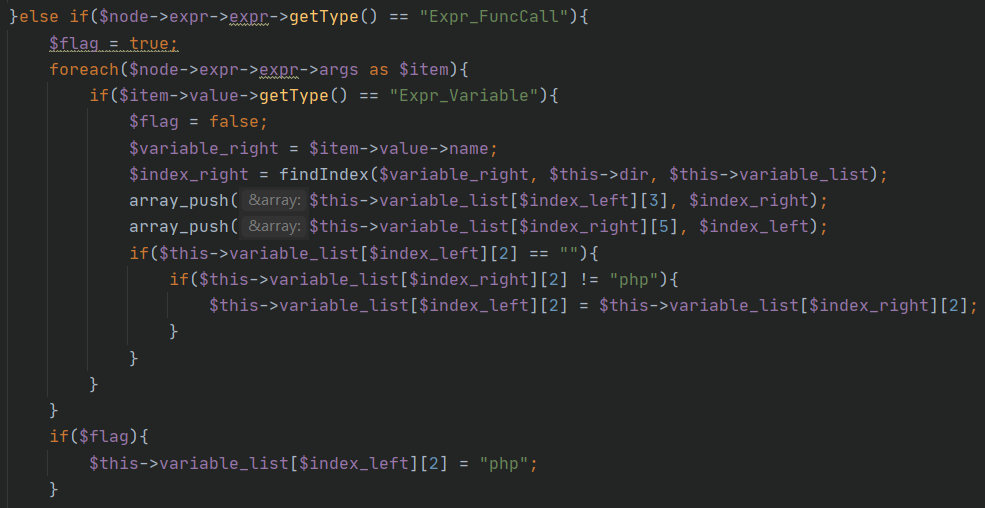 }else if($node->expr->expr->getType() == "Expr_FuncCall"){
    $flag = true;
    foreach($node->expr->expr->args as $item){
        if($item->value->getType() == "Expr_Variable"){
            $flag = false;
            $variable_right = $item->value->name;
            $index_right = findIndex($variable_right, $this->dir, $this->variable_list);
            array_push( &array: $this->variable_list[$index_left][3], $index_right);
            array_push( &array: $this->variable_list[$index_right][5], $index_left);
            if($this->variable_list[$index_left][2] == ""){
                if($this->variable_list[$index_right][2] != "php"){
                    $this->variable_list[$index_left][2] = $this->variable_list[$index_right][2];
                }
            }
        }
    }
    if($flag){
        $this->variable_list[$index_left][2] = "php";
    }